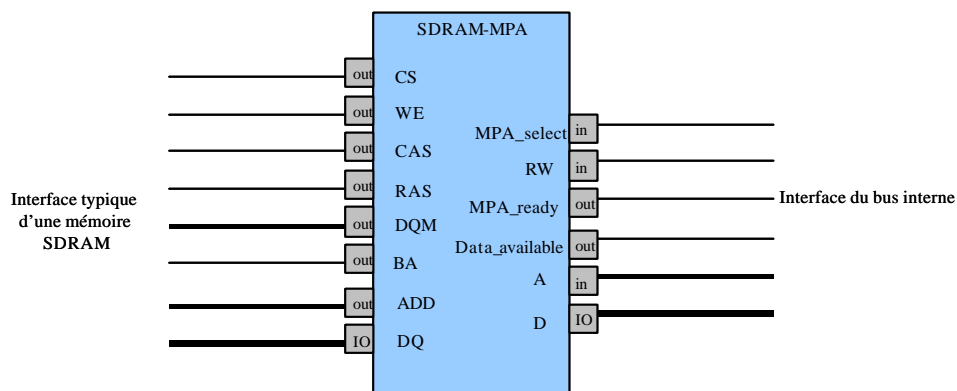 SDRAM-MPA
out CS
out WE
out CAS
out RAS
out DQM
out BA
out ADD
IO DQ
Interface typique
d'une mémoire
SDRAM
MPA_select in
RW in
MPA_ready out
Data_available out
A in
D IO
Interface du bus interne